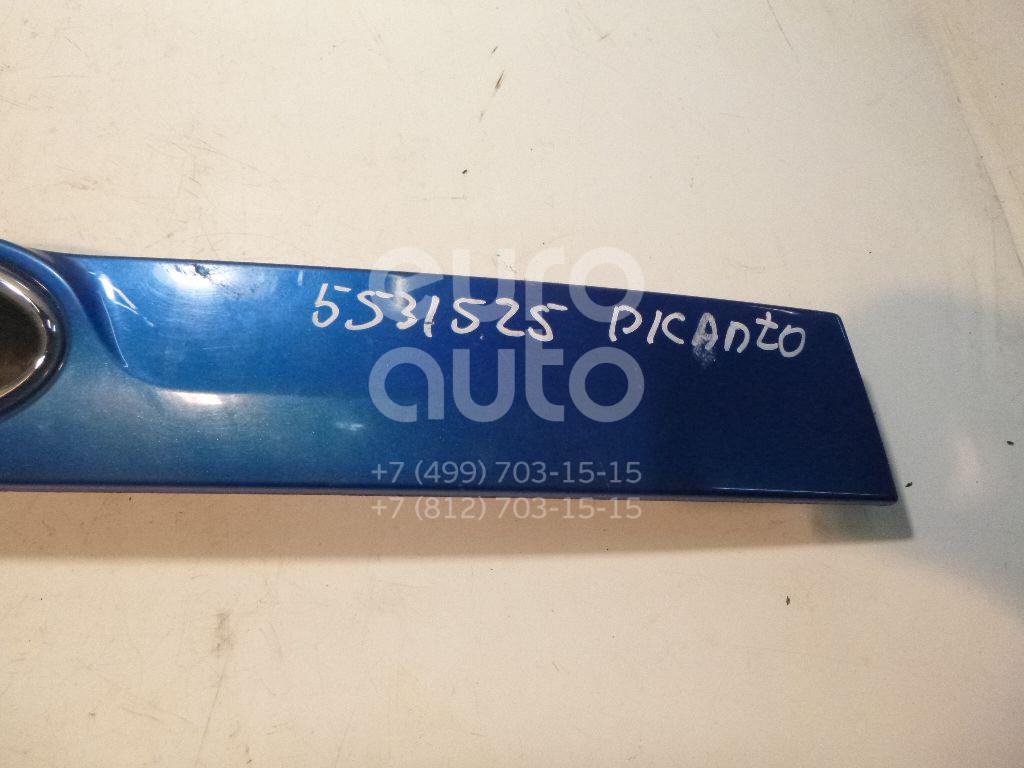 euro
5531525 PICANTO
auto
+7 (499) 703-15-15
+7 (812) 703-15-15